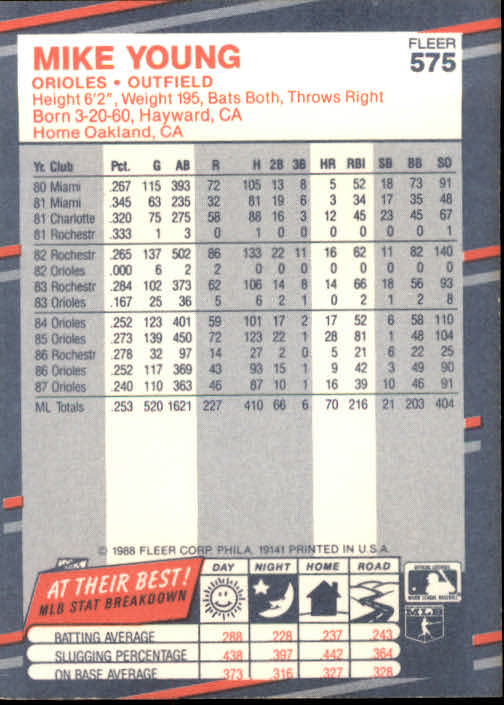 MIKE YOUNG
FLEER
575
ORIOLES • OUTFIELD
Height 6'2", Weight 195, Bats Both, Throws Right
Born 3-20-60, Hayward, CA
Home Oakland, CA
Yr. Club Pct. G AB R H 2B 3B HR RBI SB BB SO
80 Miami .267 115 393 72 105 13 8 5 52 18 73 91
81 Miami .345 63 235 32 81 19 6 3 34 17 35 48
81 Charlotte .320 75 275 58 88 16 3 12 45 23 45 67
81 Rochestr .333 1 3 0 1 0 0 0 0 0 0 1
82 Rochestr .265 137 502 86 133 22 11 16 62 11 82 140
82 Orioles .000 6 2 2 0 0 0 0 0 0 0 0
83 Rochestr .284 102 373 62 106 14 8 14 66 18 56 93
83 Orioles .167 25 36 5 6 2 1 0 2 1 2 8
84 Orioles .252 123 401 59 101 17 2 17 52 6 58 110
85 Orioles .273 139 450 72 123 22 1 28 81 1 48 104
86 Rochestr .278 32 97 14 27 2 0 5 21 6 22 25
86 Orioles .252 117 369 43 93 15 1 9 42 3 49 90
87 Orioles .240 110 363 46 87 10 1 16 39 10 46 91
ML Totals .253 520 1621 227 410 66 6 70 216 21 203 404
© 1988 FLEER CORP. PHILA. 19141 PRINTED IN U.S.A.
AT THEIR BEST!
MLB STAT BREAKDOWN
DAY NIGHT HOME ROAD
BATTING AVERAGE .288 .228 .237 .243
SLUGGING PERCENTAGE .438 .397 .442 .364
ON BASE AVERAGE .373 .316 .327 .328